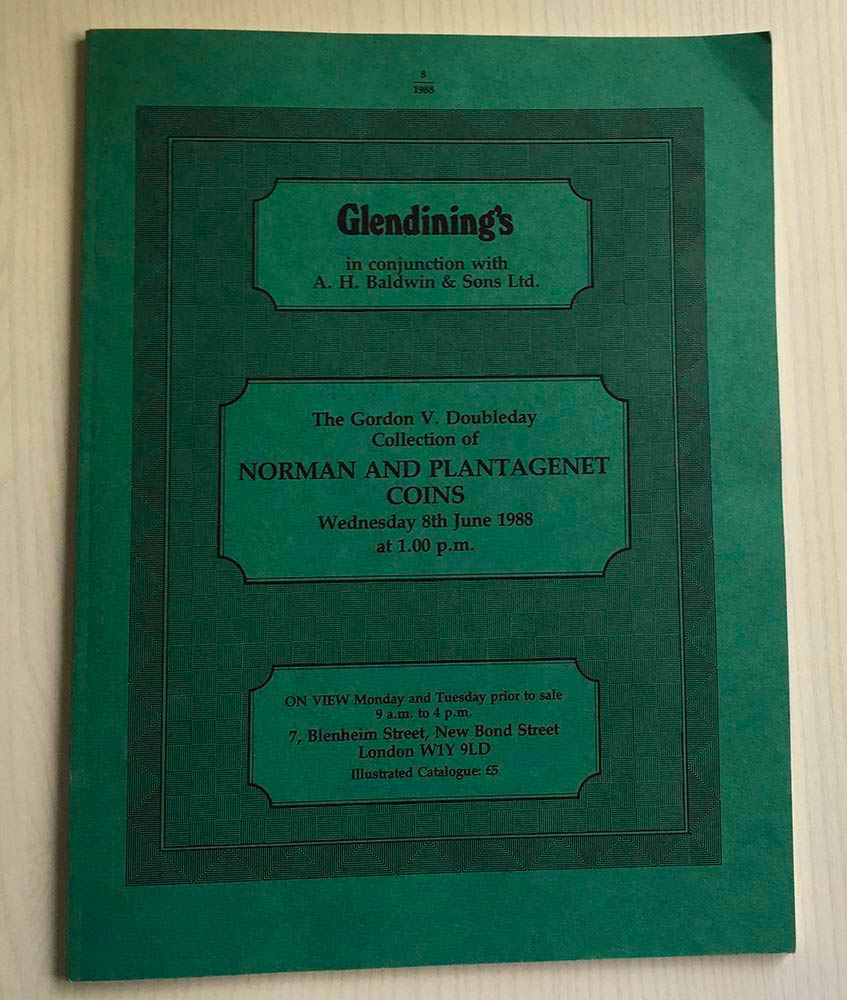 8
1988
Glendining's
in conjunction with
A. H. Baldwin & Sons Ltd.
The Gordon V. Doubleday
Collection of
NORMAN AND PLANTAGENET
COINS
Wednesday 8th June 1988
at 1.00 p.m.
ON VIEW Monday and Tuesday prior to sale
9 a.m. to 4 p.m.
7, Blenheim Street, New Bond Street
London W1Y 9LD
Illustrated Catalogue: £5